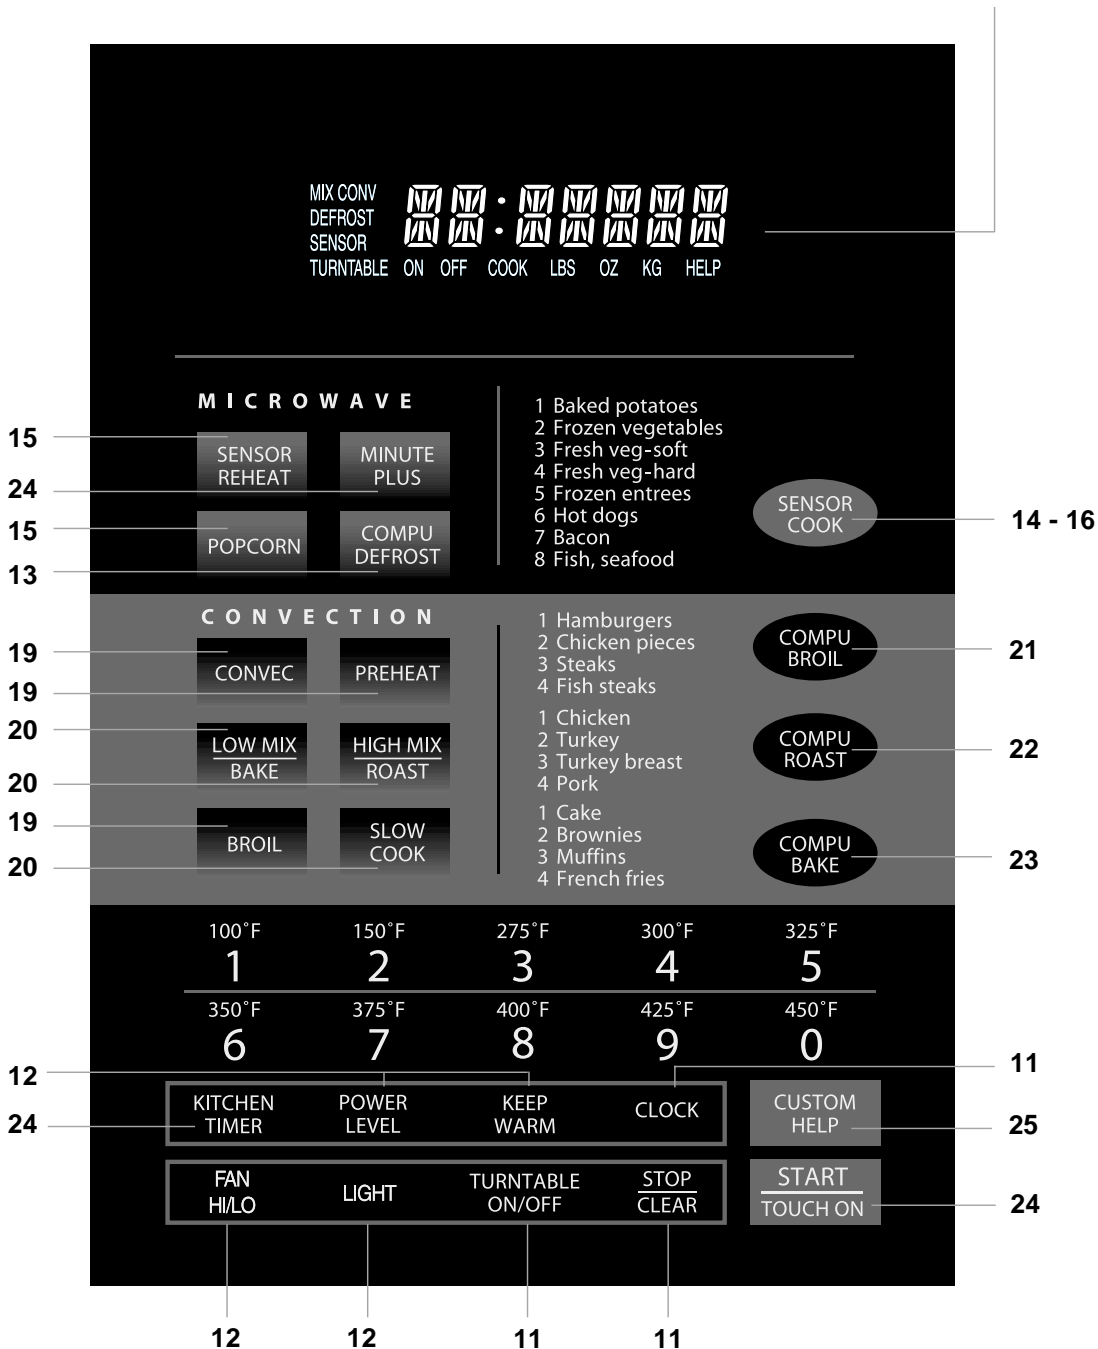 MIX CONV
DEFROST
SENSOR
TURNTABLE ON OFF COOK LBS OZ KG HELP
MICROWAVE
15
SENSOR
REHEAT
24
MINUTE
PLUS
15
POPCORN
13
COMPU
DEFROST
1 Baked potatoes
2 Frozen vegetables
3 Fresh veg-soft
4 Fresh veg-hard
5 Frozen entrees
6 Hot dogs
7 Bacon
8 Fish, seafood
SENSOR
COOK
14 - 16
CONVECTION
19
CONVEC
19
PREHEAT
20
LOW MIX
BAKE
20
HIGH MIX
ROAST
19
BROIL
20
SLOW
COOK
1 Hamburgers
2 Chicken pieces
3 Steaks
4 Fish steaks
COMPU
BROIL
21
1 Chicken
2 Turkey
3 Turkey breast
4 Pork
COMPU
ROAST
22
1 Cake
2 Brownies
3 Muffins
4 French fries
COMPU
BAKE
23
100°F 150°F 275°F 300°F 325°F
1 2 3 4 5
350°F 375°F 400°F 425°F 450°F
6 7 8 9 0
12
11
24
KITCHEN
TIMER
POWER
LEVEL
KEEP
WARM
CLOCK
CUSTOM
HELP
25
FAN
HI/LO
LIGHT
TURNTABLE
ON/OFF
STOP
CLEAR
START
TOUCH ON
24
12 12 11 11